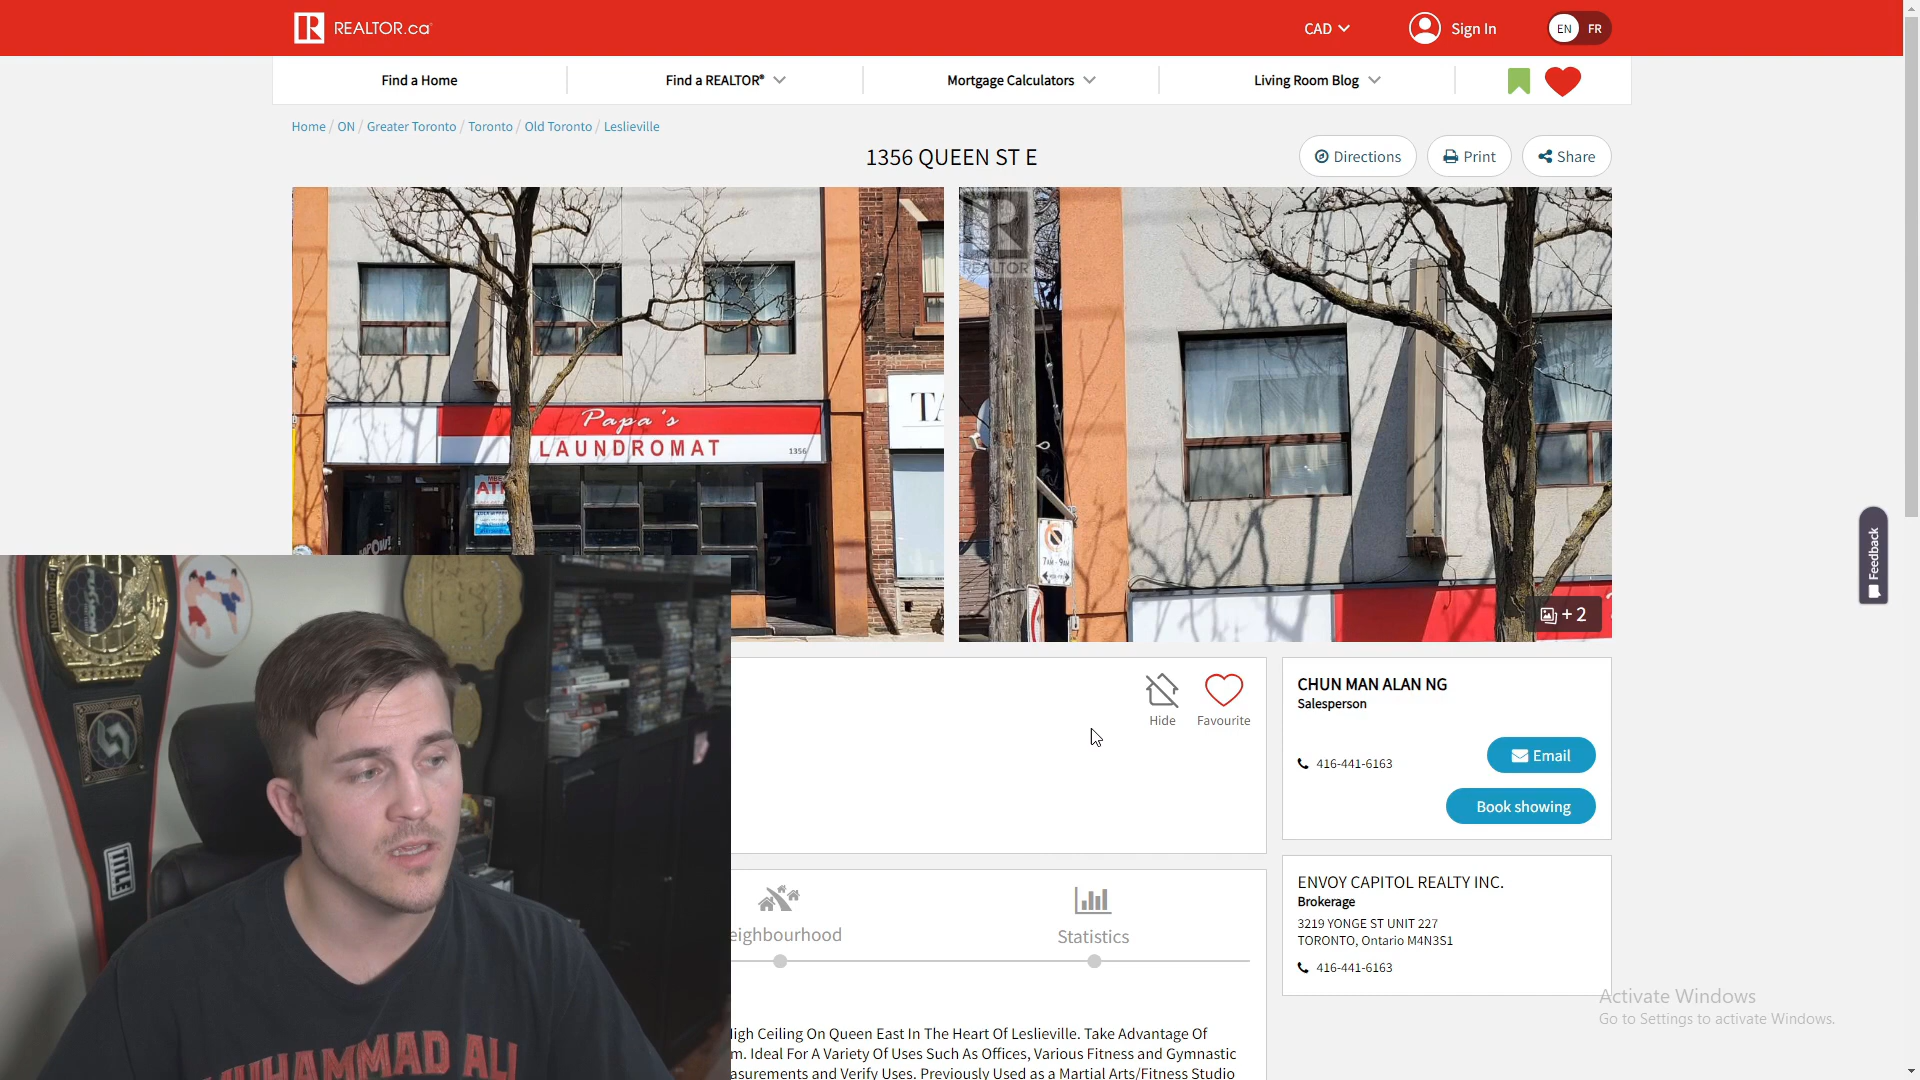 REALTOR.ca
CAD
Sign In
EN FR
Find a Home
Find a REALTOR®
Mortgage Calculators
Living Room Blog
Home / ON / Greater Toronto / Toronto / Old Toronto / Leslieville
1356 QUEEN ST E
Directions
Print
Share
REALTOR
Papa's
LAUNDROMAT
1356
TA
7AM - 9AM
+ 2
Feedback
Hide
Favourite
CHUN MAN ALAN NG
Salesperson
416-441-6163
Email
Book showing
ENVOY CAPITOL REALTY INC.
Brokerage
3219 YONGE ST UNIT 227
TORONTO, Ontario M4N3S1
416-441-6163
eighbourhood
Statistics
igh Ceiling On Queen East In The Heart Of Leslieville. Take Advantage Of
m. Ideal For A Variety Of Uses Such As Offices, Various Fitness and Gymnastic
asurements and Verify Uses. Previously Used as a Martial Arts/Fitness Studio
Activate Windows
Go to Settings to activate Windows.
TITLE
MUHAMMAD ALI